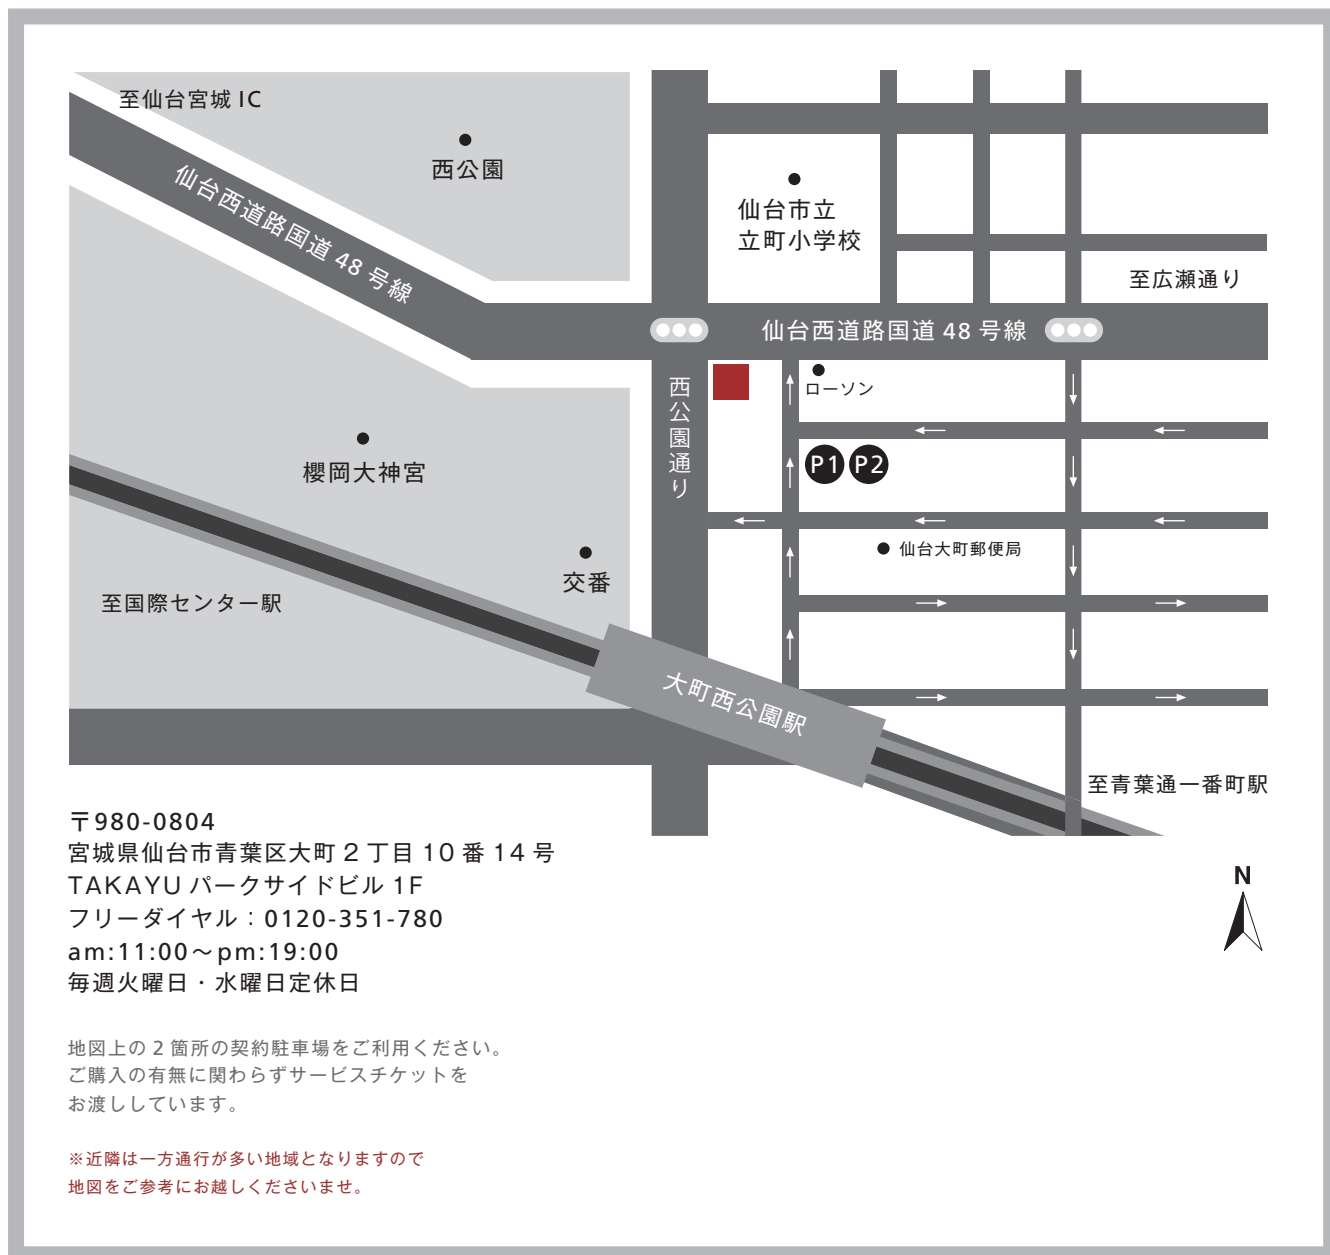 至仙台宮城 IC
西公園
仙台西道路国道 48 号線
仙台市立
立町小学校
至広瀬通り
仙台西道路国道 48 号線
西公園通り
ローソン
P1 P2
櫻岡大神宮
仙台大町郵便局
交番
至国際センター駅
大町西公園駅
至青葉通一番町駅
N
〒980-0804
宮城県仙台市青葉区大町 2 丁目 10 番 14 号
TAKAYU パークサイドビル 1F
フリーダイヤル：0120-351-780
am:11:00～pm:19:00
毎週火曜日・水曜日定休日
地図上の 2 箇所の契約駐車場をご利用ください。
ご購入の有無に関わらずサービスチケットを
お渡ししています。
※近隣は一方通行が多い地域となりますので
地図をご参考にお越しくださいませ。